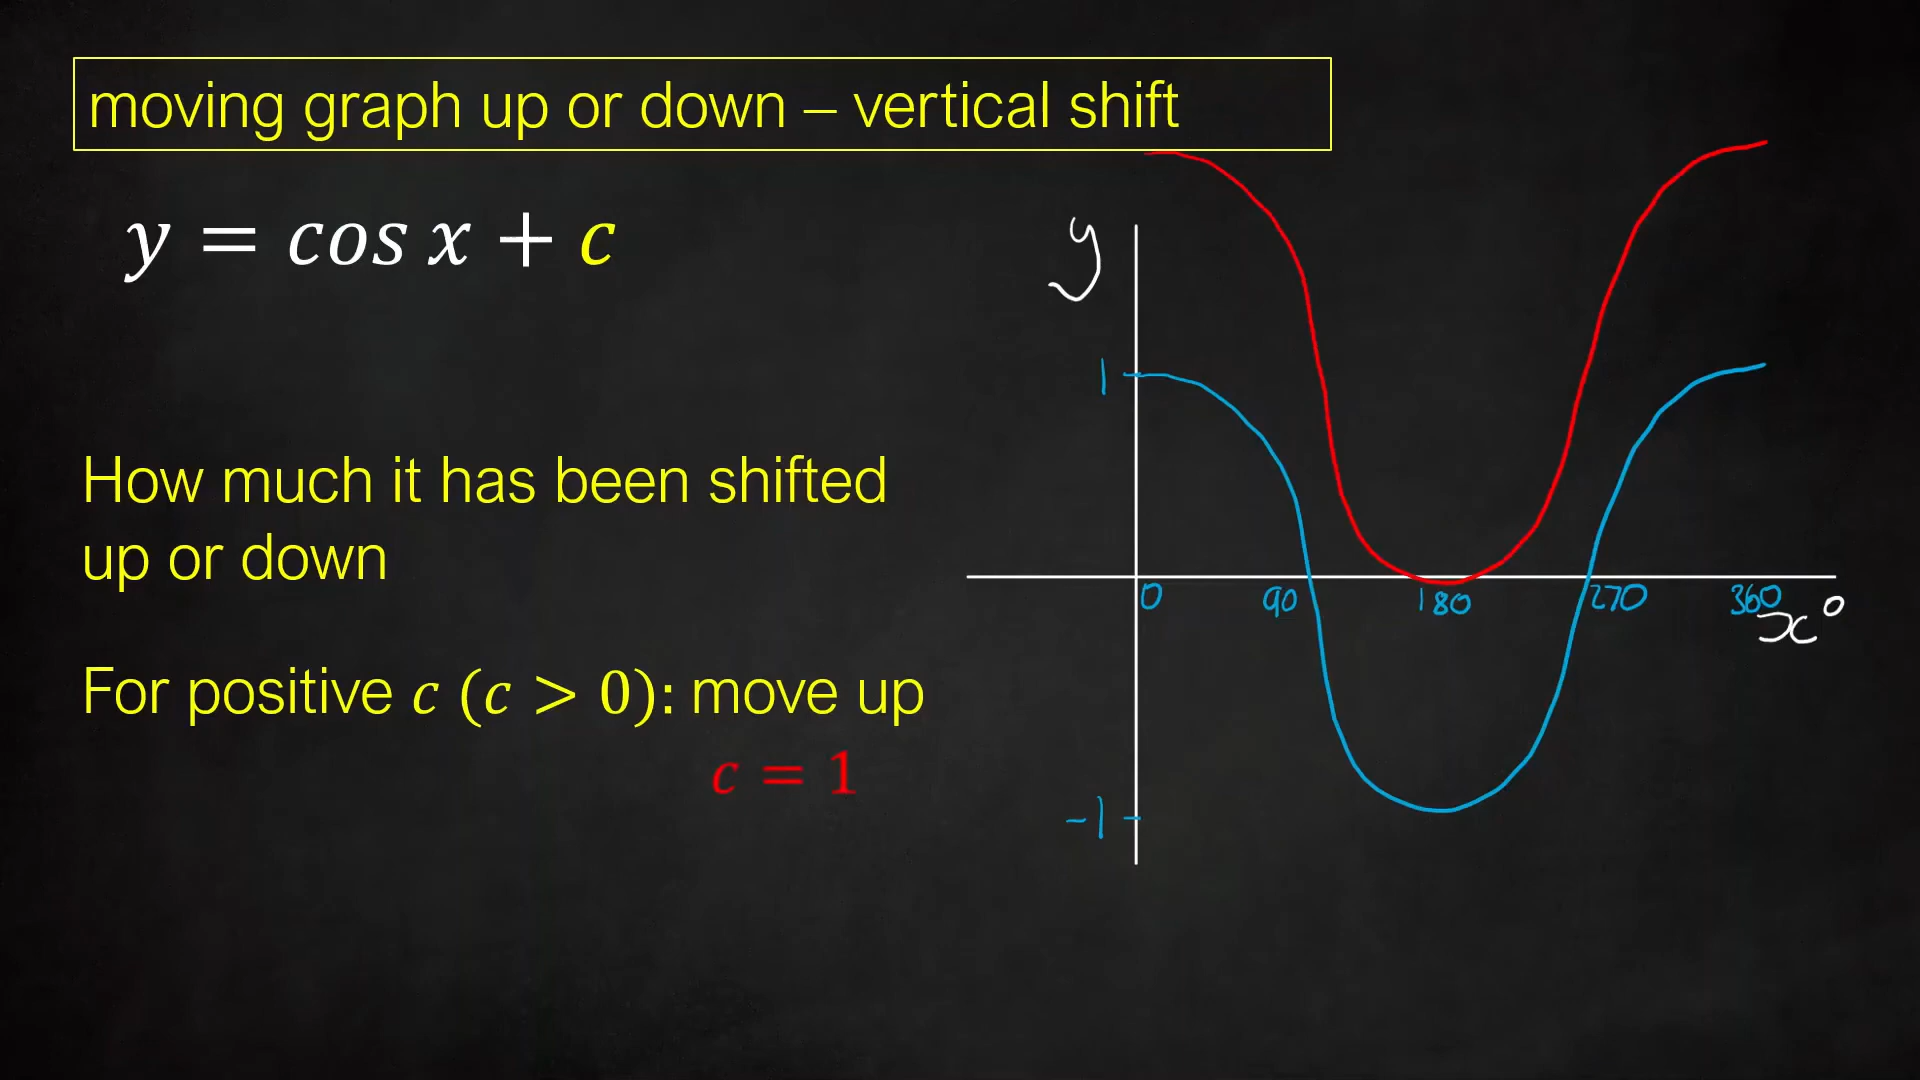 moving graph up or down – vertical shift
y = cos x + c
How much it has been shifted
up or down
For positive c (c > 0): move up
c = 1
y
1
0 90 180 270 360
x°
-1